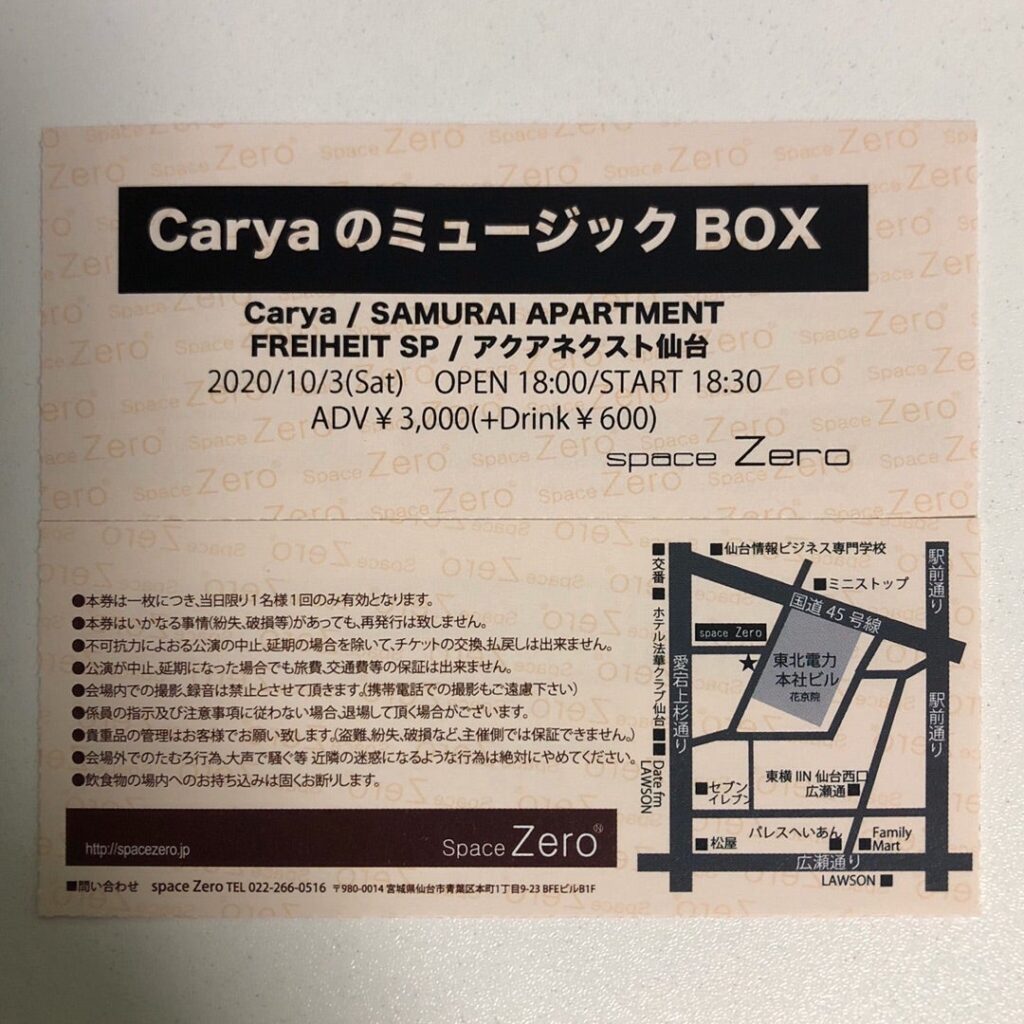 Carya のミュージック BOX
Carya / SAMURAI APARTMENT
FREIHEIT SP / アクアネクスト仙台
2020/10/3(Sat) OPEN 18:00/START 18:30
ADV¥3,000(+Drink¥600)
space Zero
●本券は一枚につき、当日限り1名様1回のみ有効となります。
●本券はいかなる事情(紛失、破損等)があっても、再発行は致しません。
●不可抗力によおる公演の中止、延期の場合を除いて、チケットの交換、払戻しは出来ません。
●公演が中止、延期になった場合でも旅費、交通費等の保証は出来ません。
●会場内での撮影、録音は禁止とさせて頂きます。(携帯電話での撮影もご遠慮下さい)
●係員の指示及び注意事項に従わない場合、退場して頂く場合がございます。
●貴重品の管理はお客様でお願い致します。(盗難、紛失、破損など、主催側では保証できません。)
●会場外でのたむろ行為、大声で騒ぐ等 近隣の迷惑になるような行為は絶対にやめてください。
●飲食物の場内へのお持ち込みは固くお断りします。
http://spacezero.jp
Space Zero
■問い合わせ space Zero TEL 022-266-0516 〒980-0014 宮城県仙台市青葉区本町1丁目9-23 BFEビルB1F
■交番■
■仙台情報ビジネス専門学校
■ミニストップ
駅前通り
国道45号線
space Zero
★
東北電力
本社ビル
花京院
ホテル法華クラブ仙台■
愛宕上杉通り
駅前通り
■Date fm
LAWSON
■セブン
イレブン
東横 IIN 仙台西口
広瀬通■
■松屋
パレスへいあん
■
■Family
Mart
広瀬通り
LAWSON■